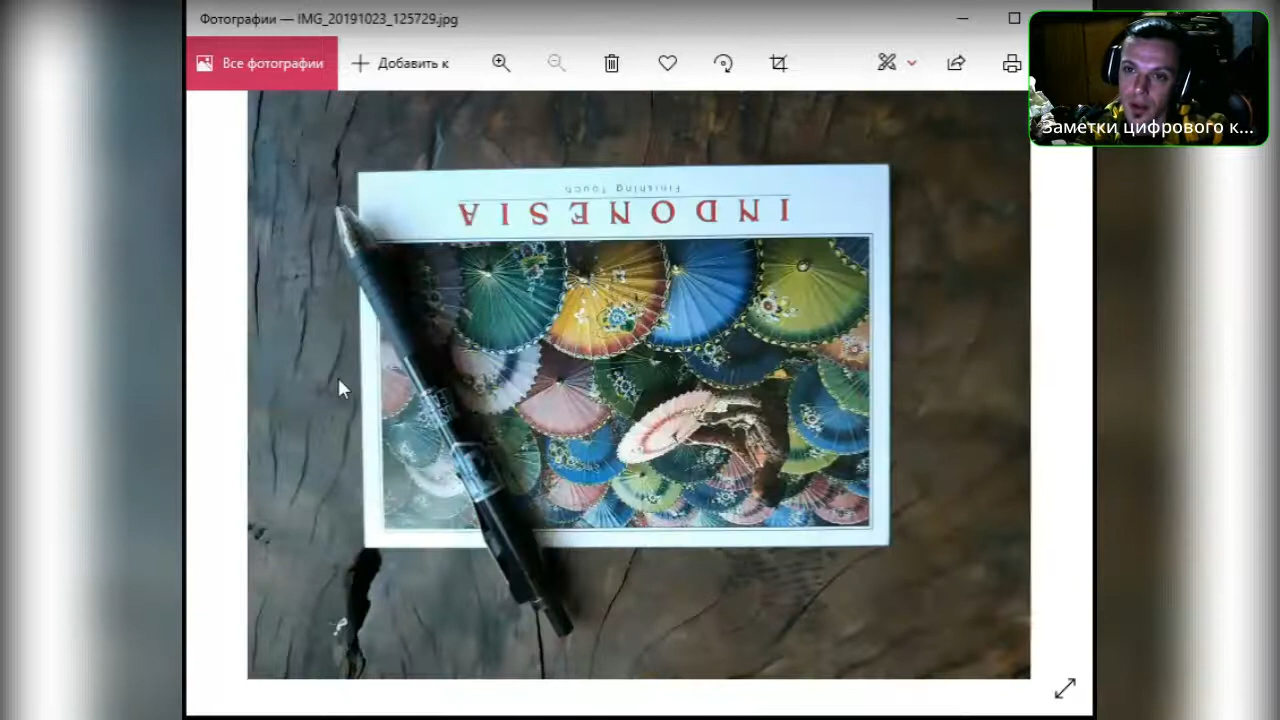 Фотографии — IMG_20191023_125729.jpg
Все фотографии
Добавить к
Заметки цифрового к...
Finishing Touch
INDONESIA